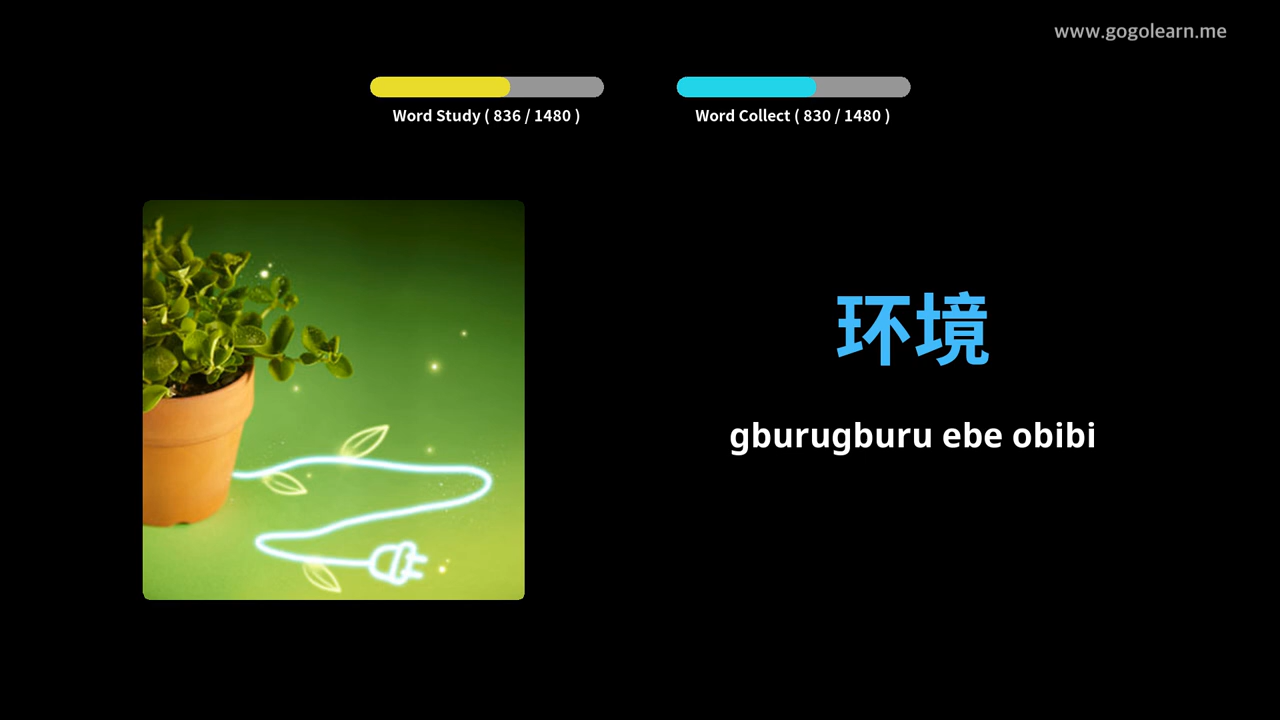 www.gogolearn.me
Word Study ( 836 / 1480 )
Word Collect ( 830 / 1480 )
环境
gburugburu ebe obibi